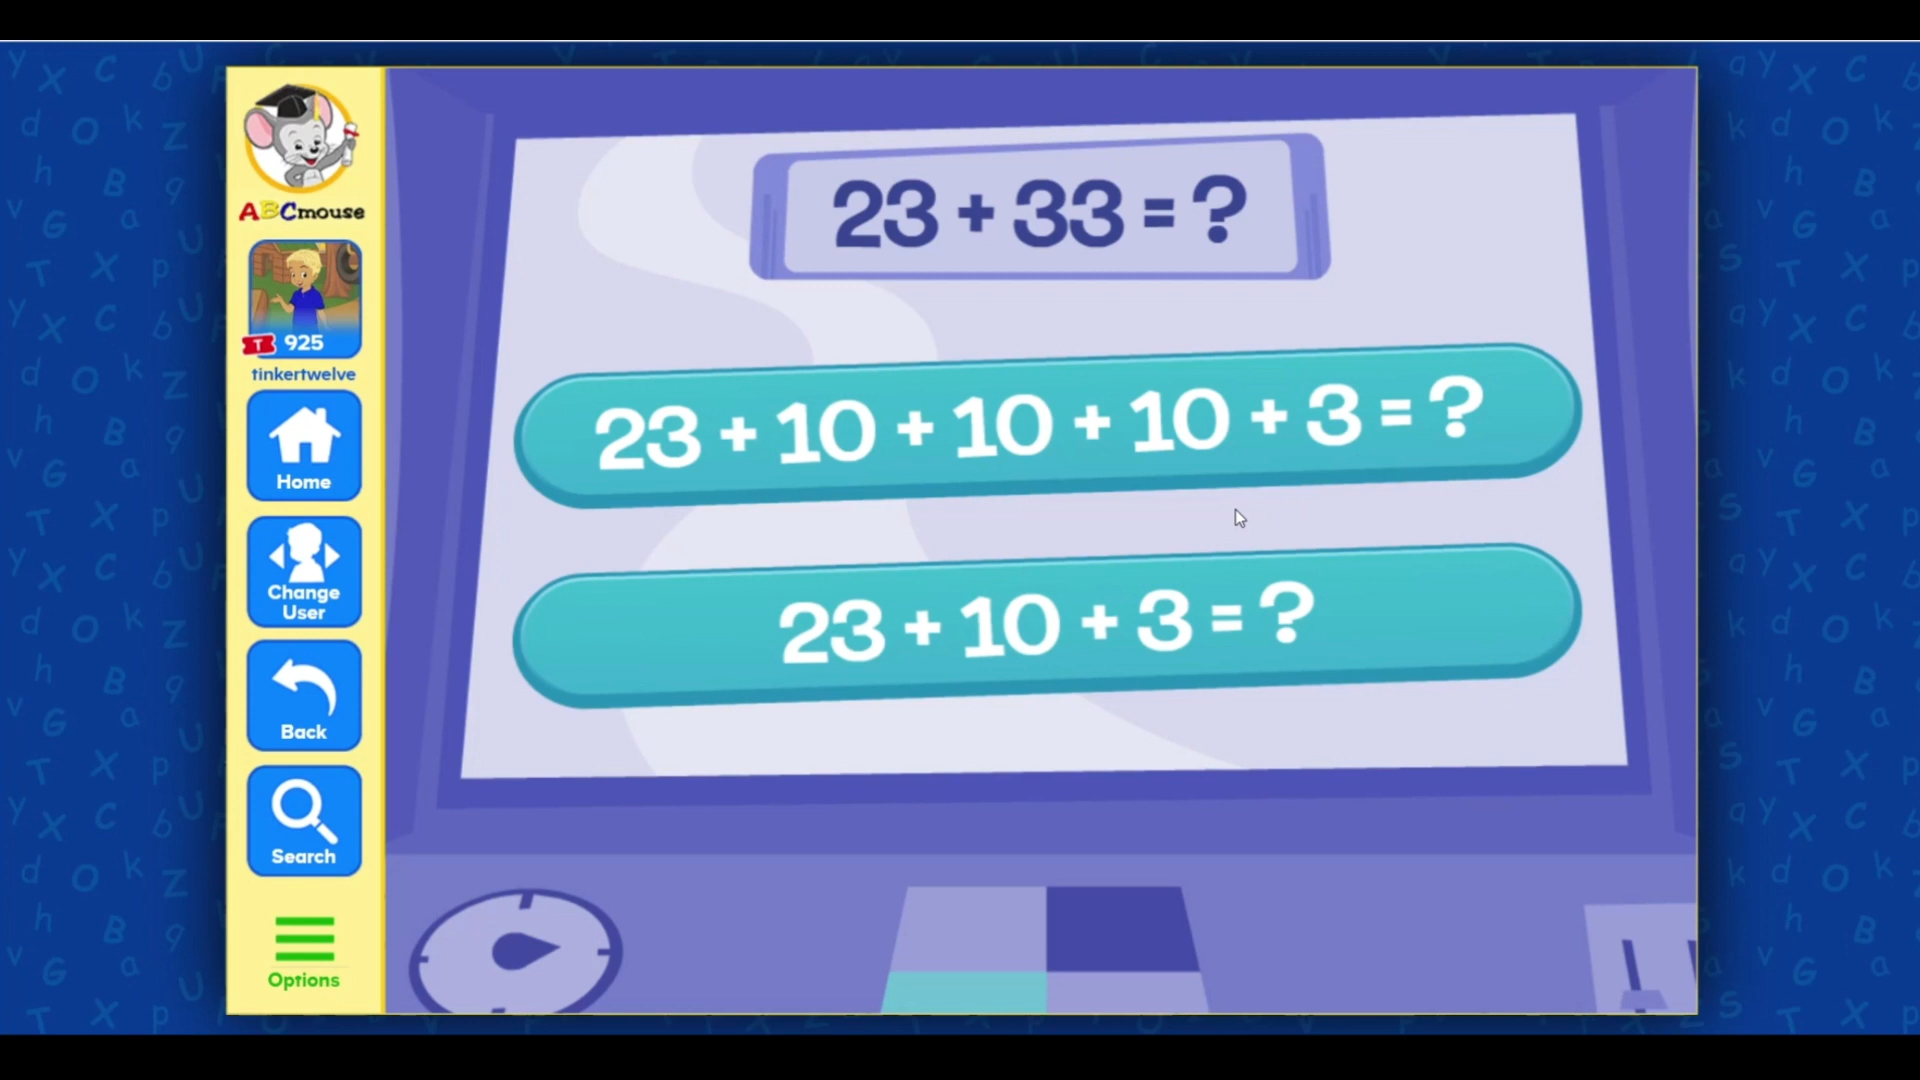 ABCmouse
T 925
tinkertwelve
Home
Change
User
Back
Search
Options
23 + 33 = ?
23 + 10 + 10 + 10 + 3 = ?
23 + 10 + 3 = ?